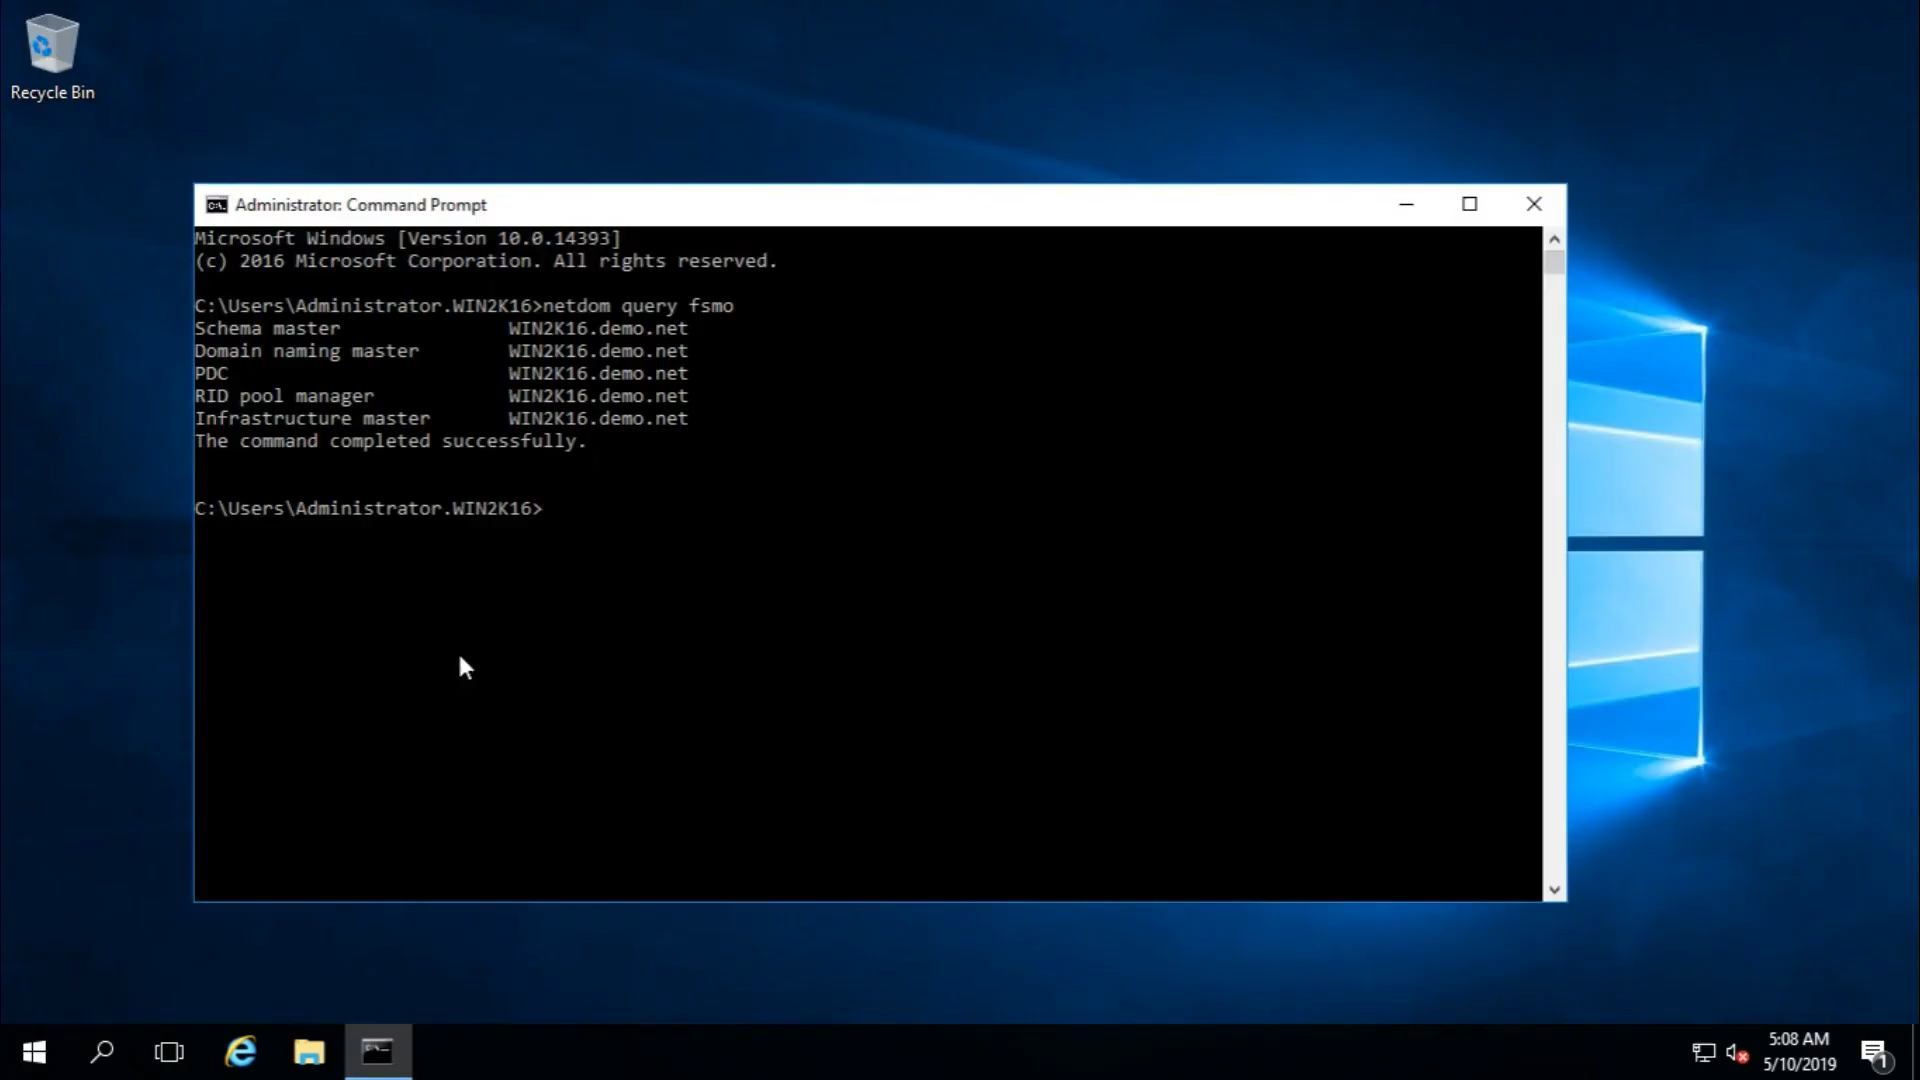 Recycle Bin
Administrator: Command Prompt
Microsoft Windows [Version 10.0.14393]
(c) 2016 Microsoft Corporation. All rights reserved.
C:\Users\Administrator.WIN2K16>netdom query fsmo
Schema master WIN2K16.demo.net
Domain naming master WIN2K16.demo.net
PDC WIN2K16.demo.net
RID pool manager WIN2K16.demo.net
Infrastructure master WIN2K16.demo.net
The command completed successfully.
C:\Users\Administrator.WIN2K16>
5:08 AM
5/10/2019
1